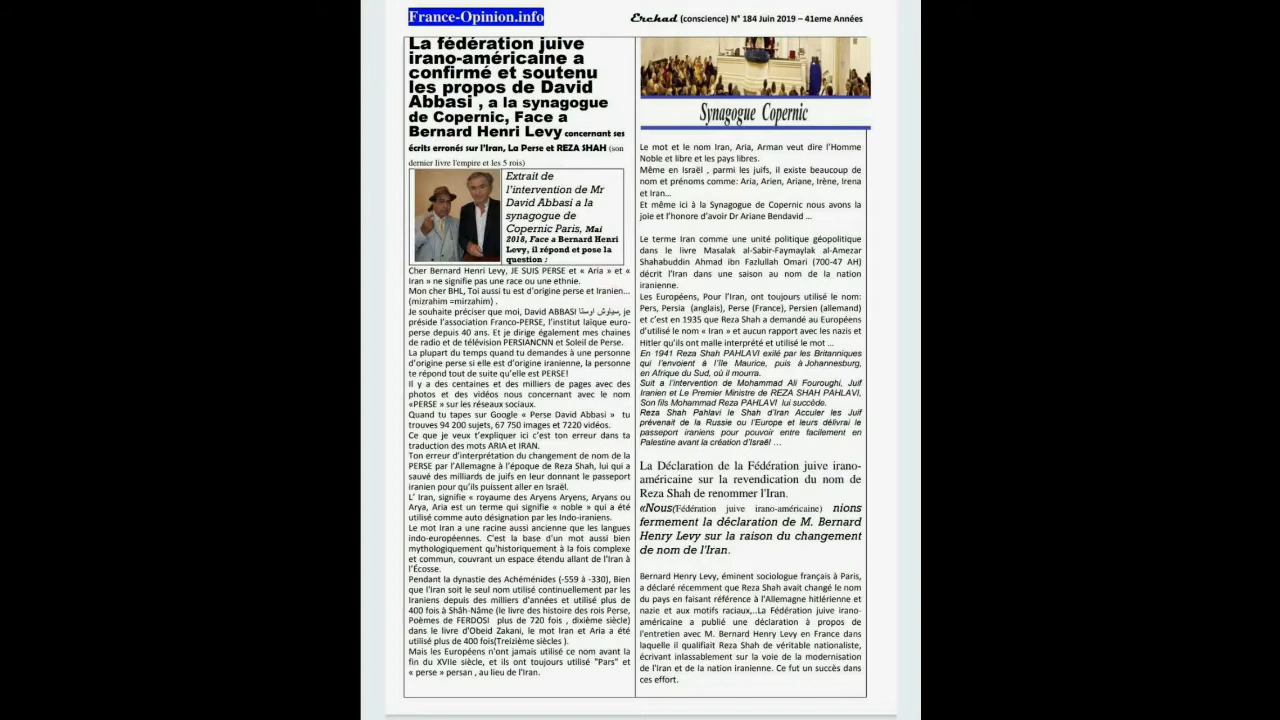 France-Opinion.info
Erchad (conscience) N° 184 Juin 2019 – 41eme Années
La fédération juive
irano-américaine a
confirmé et soutenu
les propos de David
Abbasi , a la synagogue
de Copernic, Face a
Bernard Henri Levy concernant ses
écrits erronés sur l'Iran, La Perse et REZA SHAH (son
dernier livre l'empire et les 5 rois)
Extrait de
l'intervention de Mr
David Abbasi a la
synagogue de
Copernic Paris, Mai
2018, Face a Bernard Henri
Levy, il répond et pose la
question :
Cher Bernard Henri Levy, JE SUIS PERSE et « Aria » et «
Iran » ne signifie pas une race ou une ethnie.
Mon cher BHL, Toi aussi tu est d'origine perse et Iranien...
(mizrahim =mirzahim) .
Je souhaite préciser que moi, David ABBASI سیاوش اوستا, je
préside l'association Franco-PERSE, l'institut laïque euro-
perse depuis 40 ans. Et je dirige également mes chaines
de radio et de télévision PERSIANCNN et Soleil de Perse.
La plupart du temps quand tu demandes à une personne
d'origine perse si elle est d'origine iranienne, la personne
te répond tout de suite qu'elle est PERSE!
Il y a des centaines et des milliers de pages avec des
photos et des vidéos nous concernant avec le nom
«PERSE » sur les réseaux sociaux.
Quand tu tapes sur Google « Perse David Abbasi » tu
trouves 94 200 sujets, 67 750 images et 7220 vidéos.
Ce que je veux t'expliquer ici c'est ton erreur dans ta
traduction des mots ARIA et IRAN.
Ton erreur d'interprétation du changement de nom de la
PERSE par l'Allemagne à l'époque de Reza Shah, lui qui a
sauvé des milliards de juifs en leur donnant le passeport
iranien pour qu'ils puissent aller en Israël.
L' Iran, signifie « royaume des Aryens Aryens, Aryans ou
Arya, Aria est un terme qui signifie « noble » qui a été
utilisé comme auto désignation par les Indo-iraniens.
Le mot Iran a une racine aussi ancienne que les langues
indo-européennes. C'est la base d'un mot aussi bien
mythologiquement qu'historiquement à la fois complexe
et commun, couvrant un espace étendu allant de l'Iran à
l'Écosse.
Pendant la dynastie des Achéménides (-559 à -330), Bien
que l'Iran soit le seul nom utilisé continuellement par les
Iraniens depuis des milliers d'années et utilisé plus de
400 fois à Shâh-Nâme (le livre des histoire des rois Perse,
Poèmes de FERDOSI plus de 720 fois , dixième siècle)
dans le livre d'Obeid Zakani, le mot Iran et Aria a été
utilisé plus de 400 fois(Treizième siècles ).
Mais les Européens n'ont jamais utilisé ce nom avant la
fin du XVIIe siècle, et ils ont toujours utilisé "Pars" et
« perse » persan , au lieu de l'Iran.
Synagogue Copernic
Le mot et le nom Iran, Aria, Arman veut dire l'Homme
Noble et libre et les pays libres.
Même en Israël , parmi les juifs, il existe beaucoup de
nom et prénoms comme: Aria, Arien, Ariane, Irène, Irena
et Iran...
Et même ici à la Synagogue de Copernic nous avons la
joie et l'honore d'avoir Dr Ariane Bendavid ...
Le terme Iran comme une unité politique géopolitique
dans le livre Masalak al-Sabir-Faymaylak al-Amezar
Shahabuddin Ahmad ibn Fazlullah Omari (700-47 AH)
décrit l'Iran dans une saison au nom de la nation
iranienne.
Les Européens, Pour l'Iran, ont toujours utilisé le nom:
Pers, Persia (anglais), Perse (France), Persien (allemand)
et c'est en 1935 que Reza Shah a demandé au Européens
d'utilisé le nom « Iran » et aucun rapport avec les nazis et
Hitler qu'ils ont malle interprété et utilisé le mot ...
En 1941 Reza Shah PAHLAVI exilé par les Britanniques
qui l'envoient à l'île Maurice, puis à Johannesburg,
en Afrique du Sud, où il mourra.
Suit a l'intervention de Mohammad Ali Fouroughi, Juif
Iranien et Le Premier Ministre de REZA SHAH PAHLAVI,
Son fils Mohammad Reza PAHLAVI lui succède.
Reza Shah Pahlavi le Shah d'Iran Acculer les Juif
prévenait de la Russie ou l'Europe et leurs délivrai le
passeport iraniens pour pouvoir entre facilement en
Palestine avant la création d'Israël ...
La Déclaration de la Fédération juive irano-
américaine sur la revendication du nom de
Reza Shah de renommer l'Iran.
«Nous(Fédération juive irano-américaine) nions
fermement la déclaration de M. Bernard
Henry Levy sur la raison du changement
de nom de l'Iran.
Bernard Henry Levy, éminent sociologue français à Paris,
a déclaré récemment que Reza Shah avait changé le nom
du pays en faisant référence à l'Allemagne hitlérienne et
nazie et aux motifs raciaux,..La Fédération juive irano-
américaine a publié une déclaration à propos de
l'entretien avec M. Bernard Henry Levy en France dans
laquelle il qualifiait Reza Shah de véritable nationaliste,
écrivant inlassablement sur la voie de la modernisation
de l'Iran et de la nation iranienne. Ce fut un succès dans
ces effort.